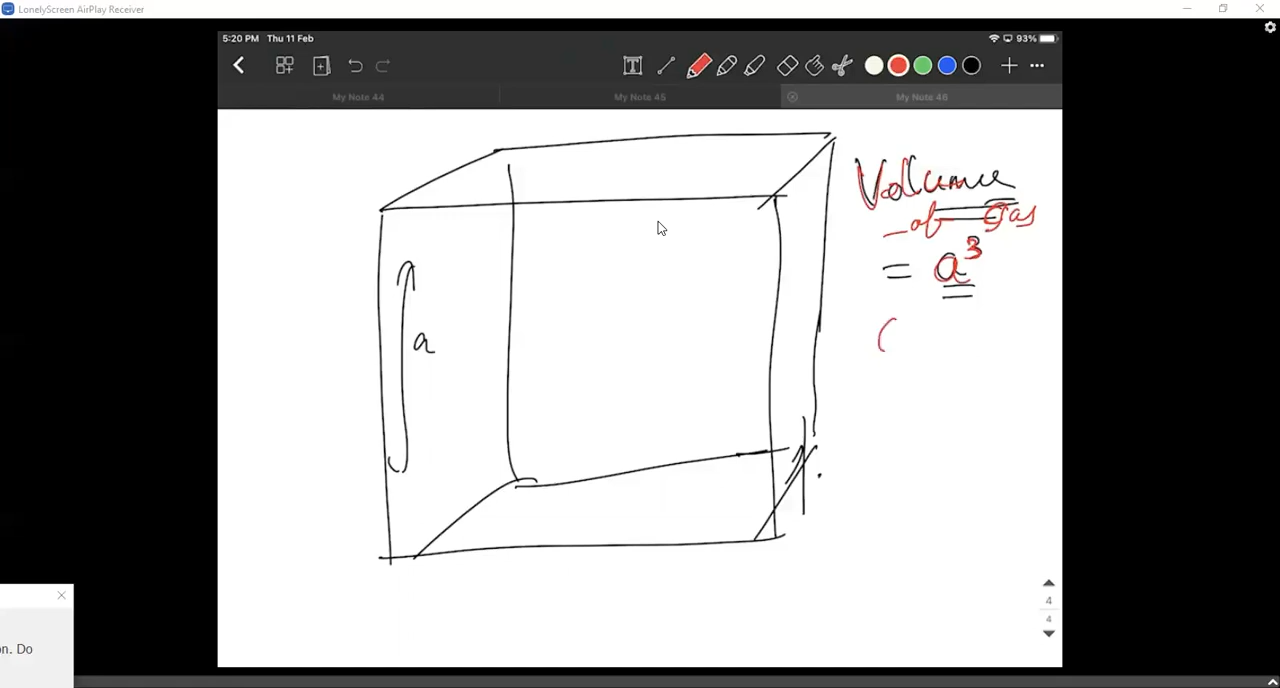 LonelyScreen AirPlay Receiver
5:20 PM Thu 11 Feb
93%
My Note 44
My Note 45
My Note 46
Volume
of Gas
= a³
a
(
4
4
on. Do